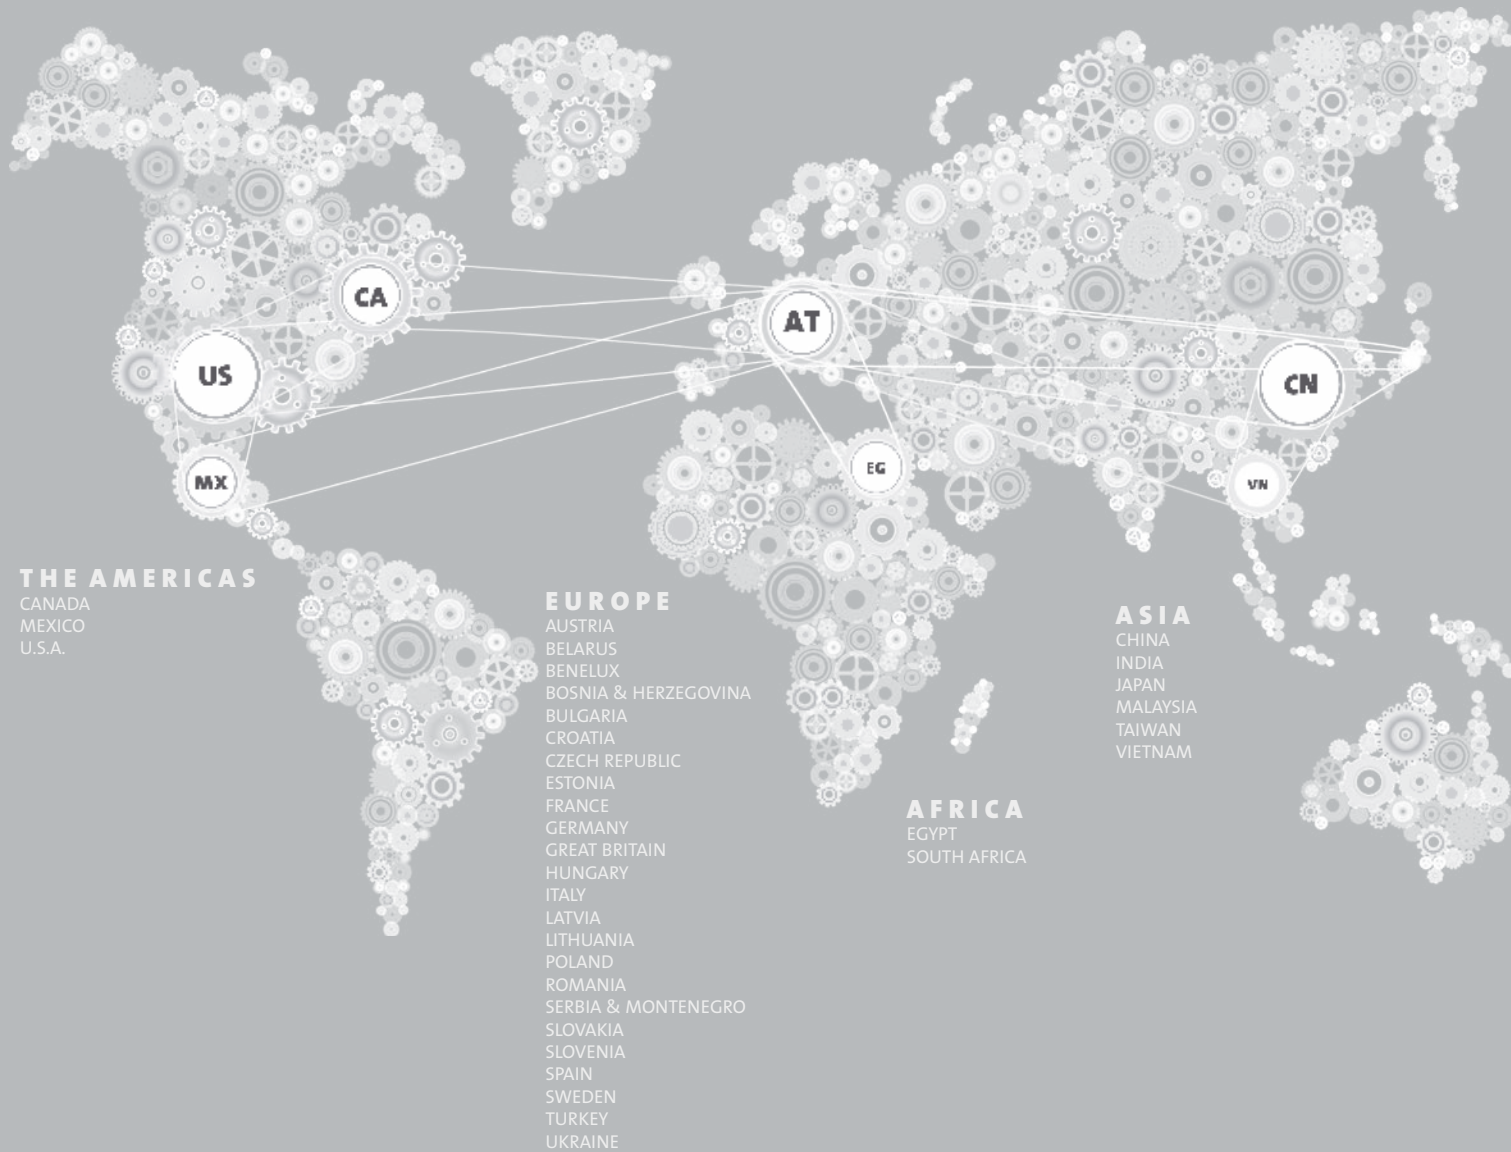 CA
AT
US
CN
MX
EG
VN
THE AMERICAS
CANADA
MEXICO
U.S.A.
EUROPE
AUSTRIA
BELARUS
BENELUX
BOSNIA & HERZEGOVINA
BULGARIA
CROATIA
CZECH REPUBLIC
ESTONIA
FRANCE
GERMANY
GREAT BRITAIN
HUNGARY
ITALY
LATVIA
LITHUANIA
POLAND
ROMANIA
SERBIA & MONTENEGRO
SLOVAKIA
SLOVENIA
SPAIN
SWEDEN
TURKEY
UKRAINE
AFRICA
EGYPT
SOUTH AFRICA
ASIA
CHINA
INDIA
JAPAN
MALAYSIA
TAIWAN
VIETNAM